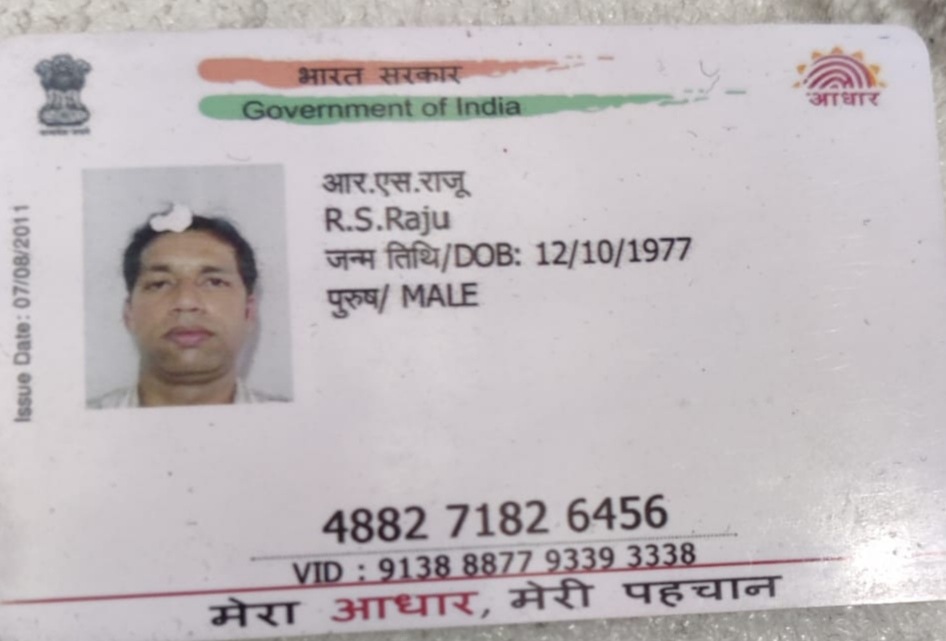 भारत सरकार
Government of India
आधार
Issue Date: 07/08/2011
आर.एस.राजू
R.S.Raju
जन्म तिथि/DOB: 12/10/1977
पुरुष/ MALE
4882 7182 6456
VID : 9138 8877 9339 3338
मेरा आधार, मेरी पहचान